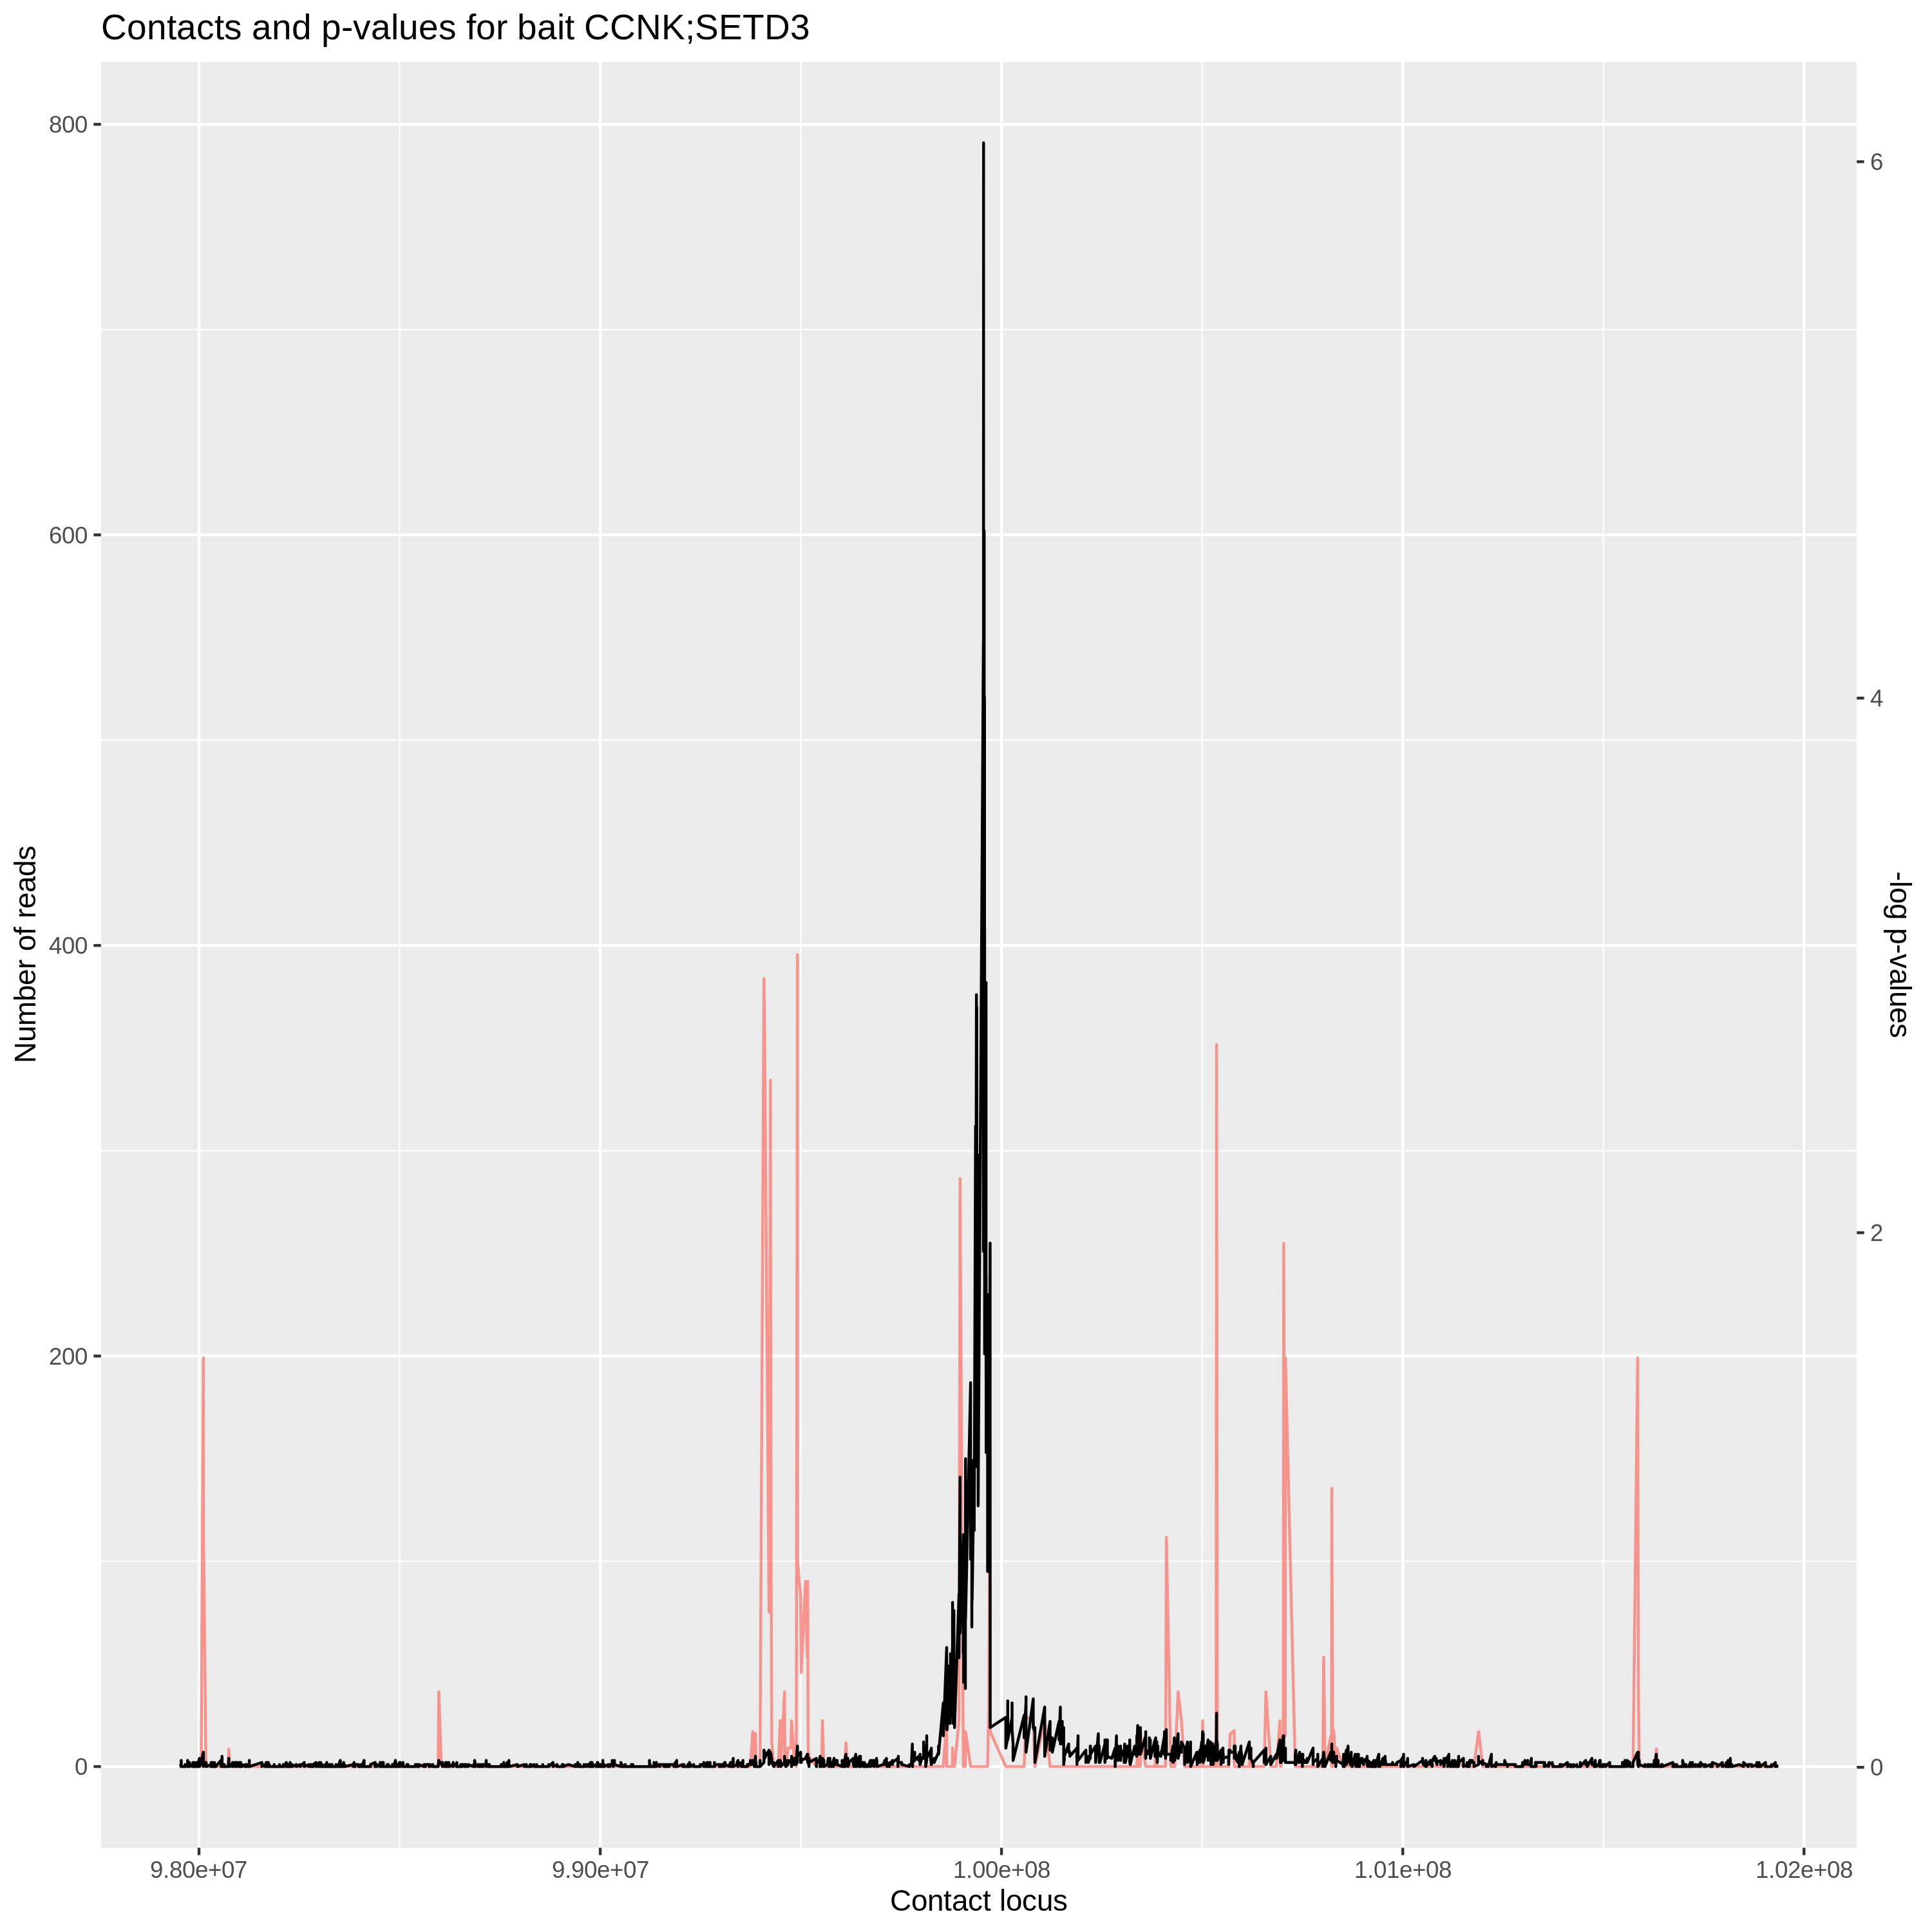 Contacts and p-values for bait CCNK;SETD3
800
600
400
200
0
Number of reads
6
4
2
0
-log p-values
9.80e+07
9.90e+07
1.00e+08
1.01e+08
1.02e+08
Contact locus